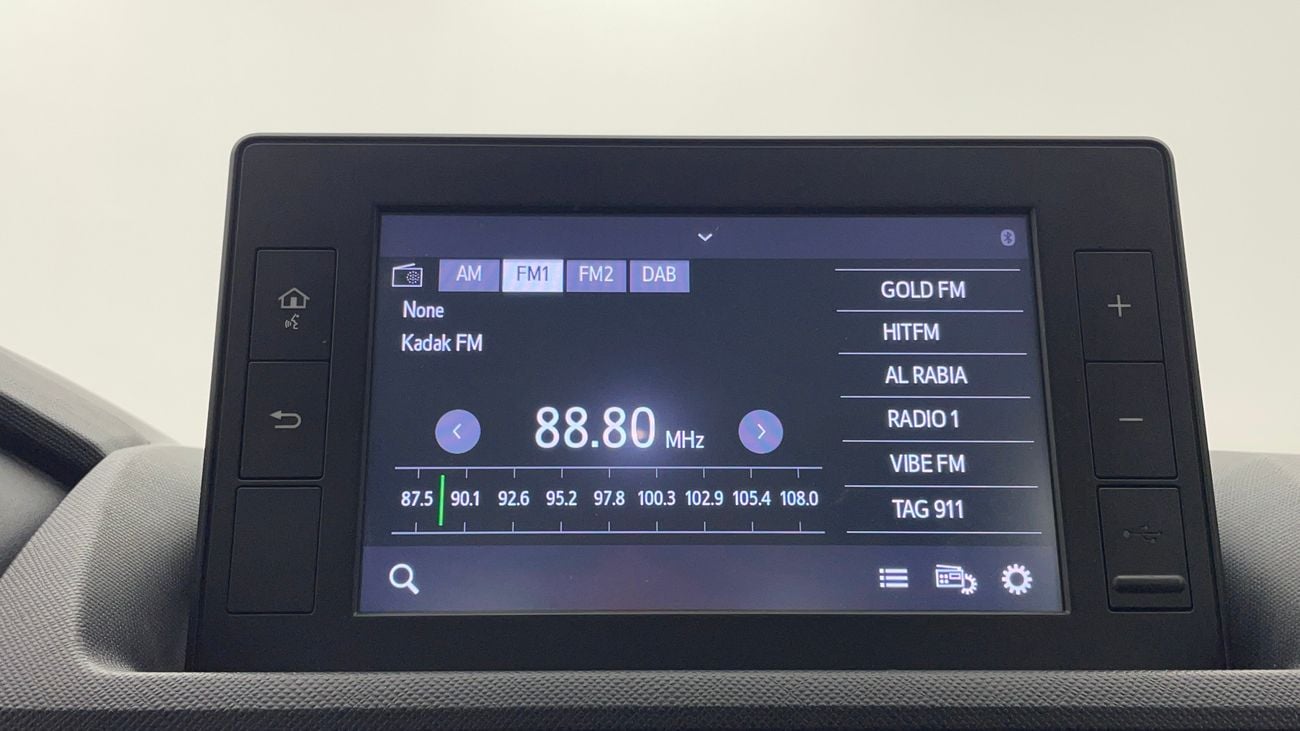 AM FM1 FM2 DAB
None
Kadak FM
88.80 MHz
87.5 90.1 92.6 95.2 97.8 100.3 102.9 105.4 108.0
GOLD FM
HITFM
AL RABIA
RADIO 1
VIBE FM
TAG 911